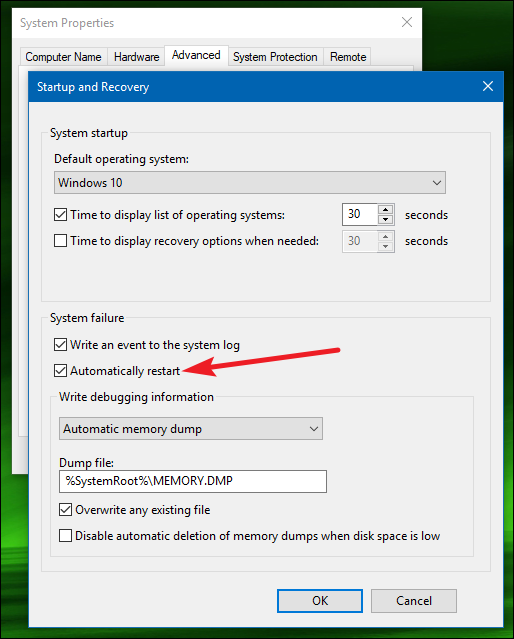 System Properties
Computer Name Hardware Advanced System Protection Remote
Startup and Recovery
System startup
Default operating system:
Windows 10
Time to display list of operating systems: 30 seconds
Time to display recovery options when needed: 30 seconds
System failure
Write an event to the system log
Automatically restart
Write debugging information
Automatic memory dump
Dump file:
%SystemRoot%\MEMORY.DMP
Overwrite any existing file
Disable automatic deletion of memory dumps when disk space is low
OK Cancel